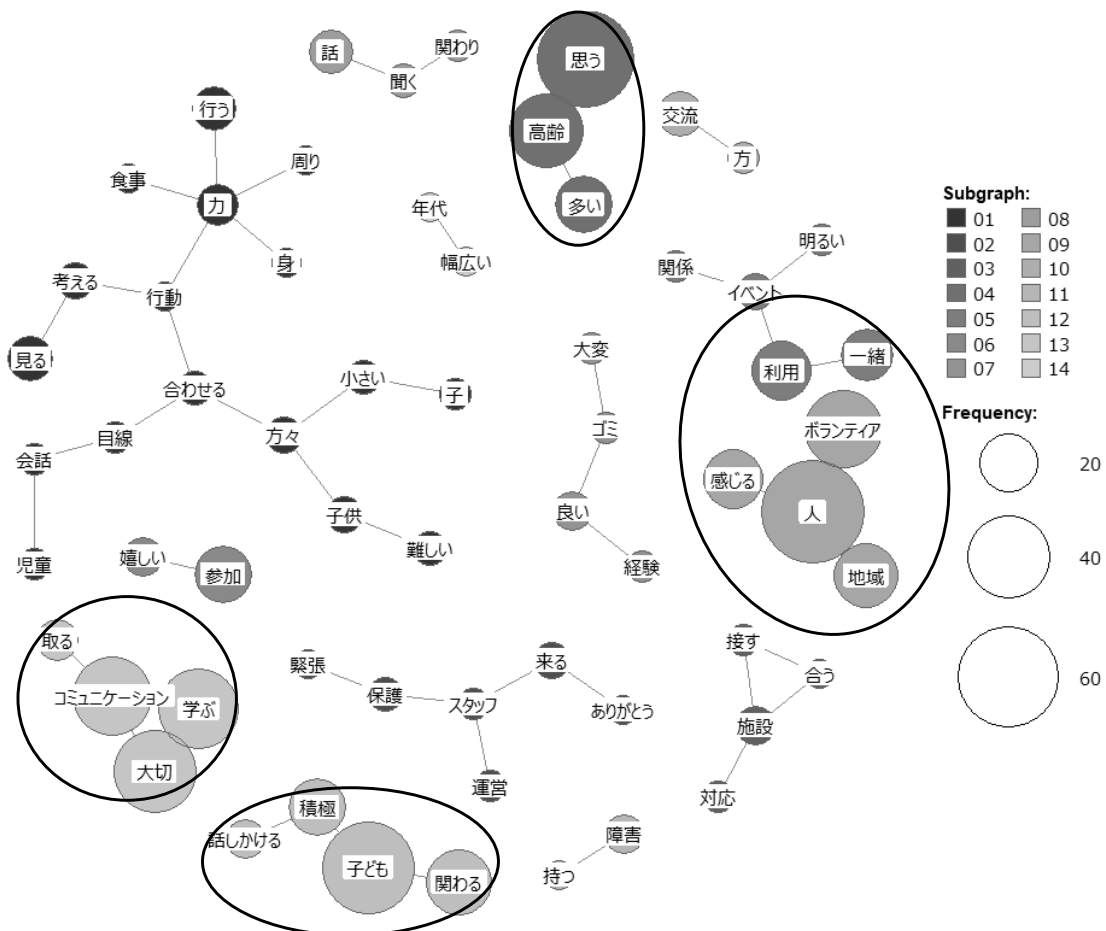 話
聞く
関わり
思う
高齢
多い
交流
方
行う
食事
周り
力
身
年代
幅広い
考える
行動
見る
関係
明るい
イベント
利用
一緒
ボランティア
感じる
人
地域
大変
ゴミ
良い
経験
合わせる
小さい
子
目線
方々
会話
児童
子供
難しい
嬉しい
参加
取る
コミュニケーション
学ぶ
大切
緊張
保護
スタッフ
来る
ありがとう
運営
接す
合う
施設
対応
積極
話しかける
子ども
関わる
障害
持つ
Subgraph:
01 08
02 09
03 10
04 11
05 12
06 13
07 14
Frequency:
20
40
60